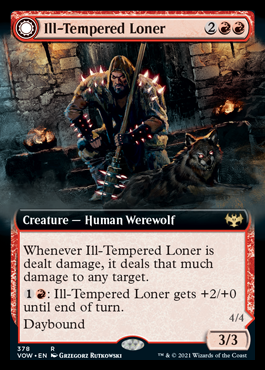 Ill-Tempered Loner 2
Creature — Human Werewolf
Whenever Ill-Tempered Loner is
dealt damage, it deals that much
damage to any target.
1 : Ill-Tempered Loner gets +2/+0
until end of turn.
Daybound
4/4
3/3
378 R
VOW • EN GRZEGORZ RUTKOWSKI ™ & © 2021 Wizards of the Coast